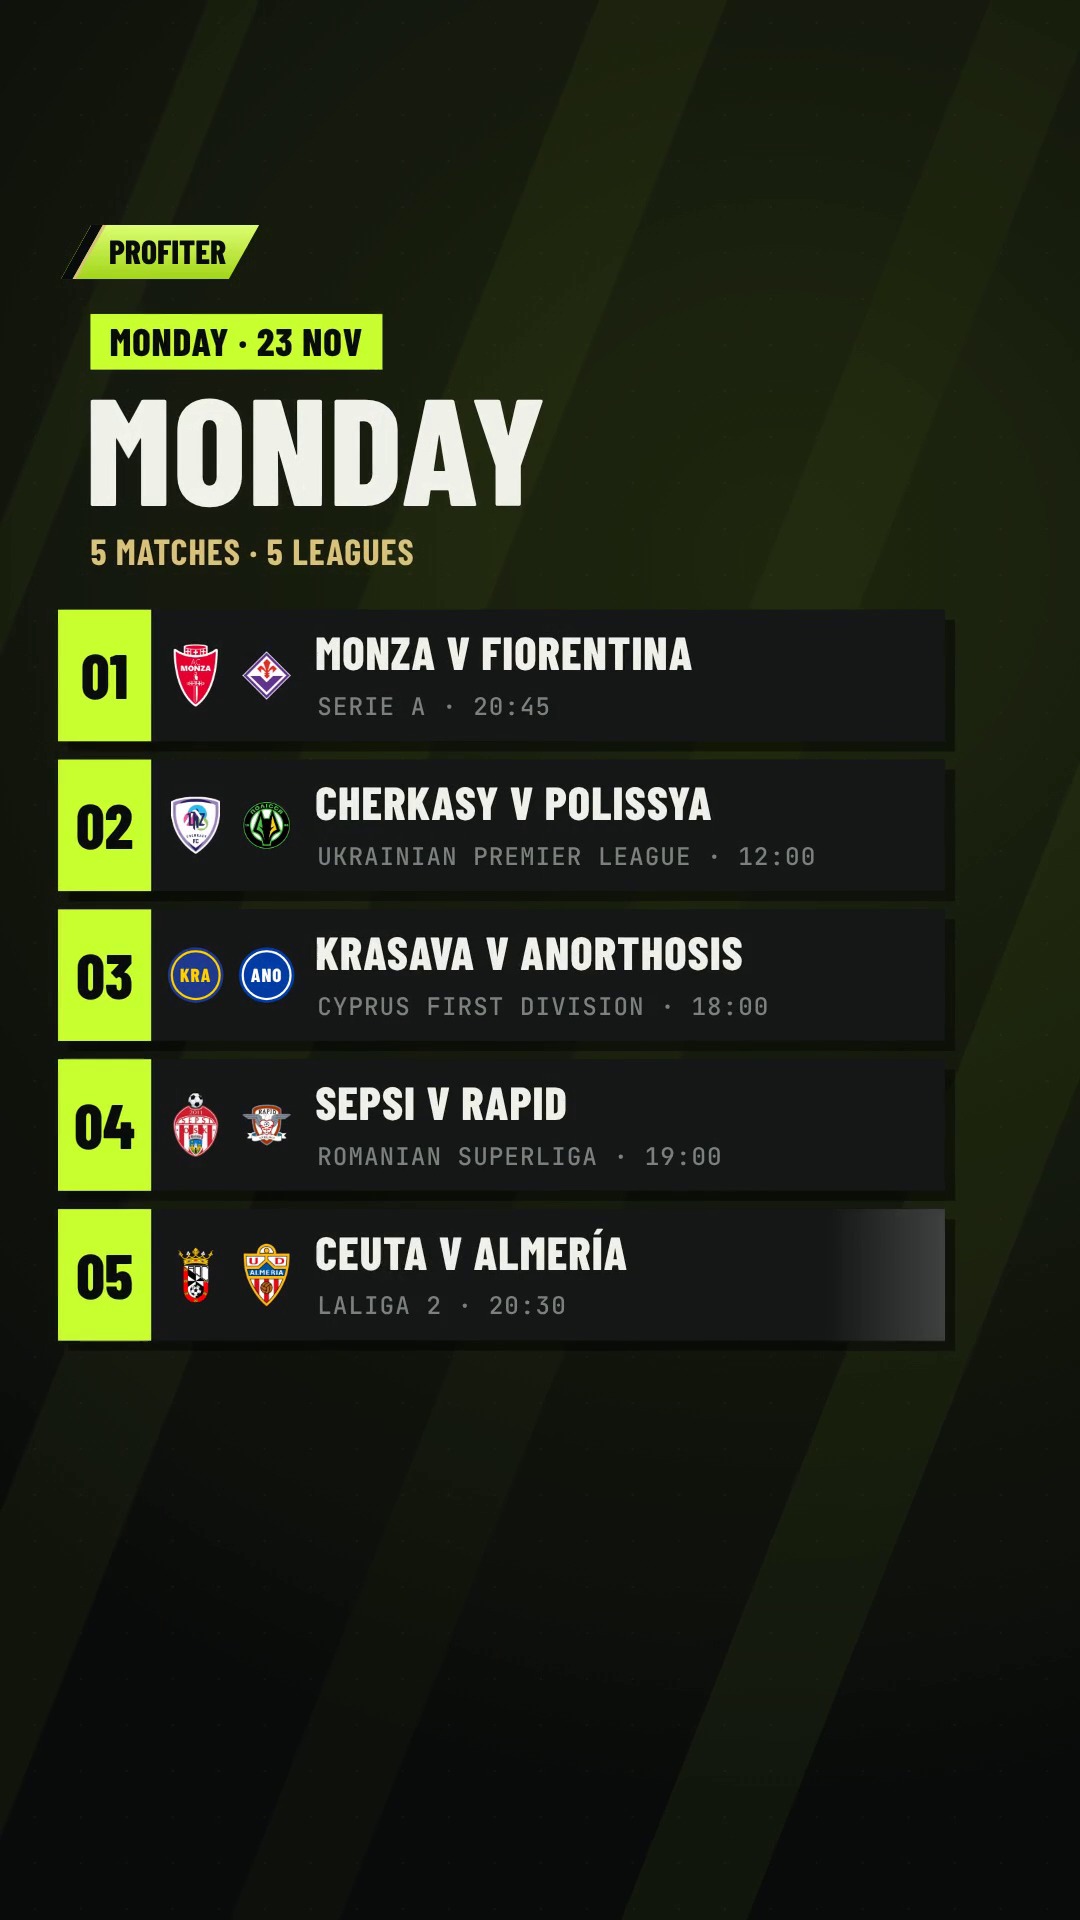 PROFITER
MONDAY · 23 NOV
MONDAY
5 MATCHES · 5 LEAGUES
01
MONZA V FIORENTINA
SERIE A · 20:45
02
CHERKASY V POLISSYA
UKRAINIAN PREMIER LEAGUE · 12:00
03
KRA
ANO
KRASAVA V ANORTHOSIS
CYPRUS FIRST DIVISION · 18:00
04
SEPSI V RAPID
ROMANIAN SUPERLIGA · 19:00
05
CEUTA V ALMERÍA
LALIGA 2 · 20:30